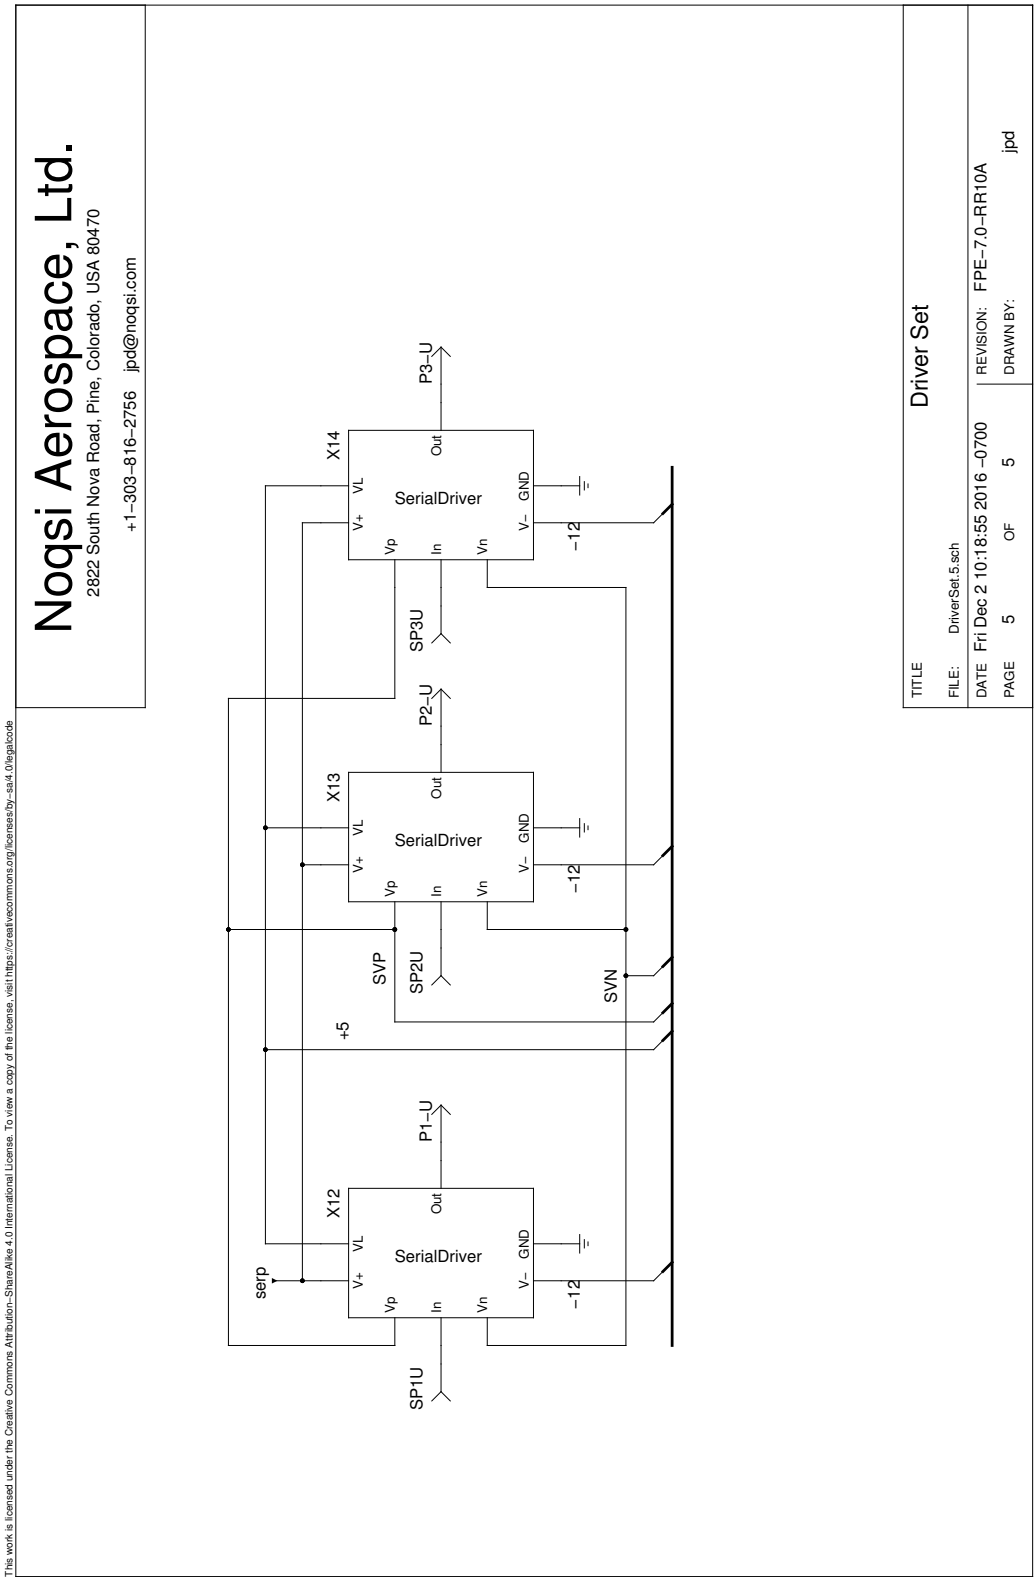 This work is licensed under the Creative Commons Attribution−ShareAlike 4.0 International License. To view a copy of the license, visit https://creativecommons.org/licenses/by−sa/4.0/legalcode
Noqsi Aerospace, Ltd.
2822 South Nova Road, Pine, Colorado, USA 80470
+1−303−816−2756 jpd@noqsi.com
serp
X12
V+
VL
Vp
In
Vn
SerialDriver
Out
V−
GND
SP1U
P1−U
−12
+5
SVP
SVN
X13
V+
VL
Vp
In
Vn
SerialDriver
Out
V−
GND
SP2U
P2−U
−12
X14
V+
VL
Vp
In
Vn
SerialDriver
Out
V−
GND
SP3U
P3−U
−12
TITLE
Driver Set
FILE: DriverSet.5.sch
DATE Fri Dec 2 10:18:55 2016 −0700
REVISION: FPE−7.0−RR10A
PAGE 5 OF 5
DRAWN BY: jpd